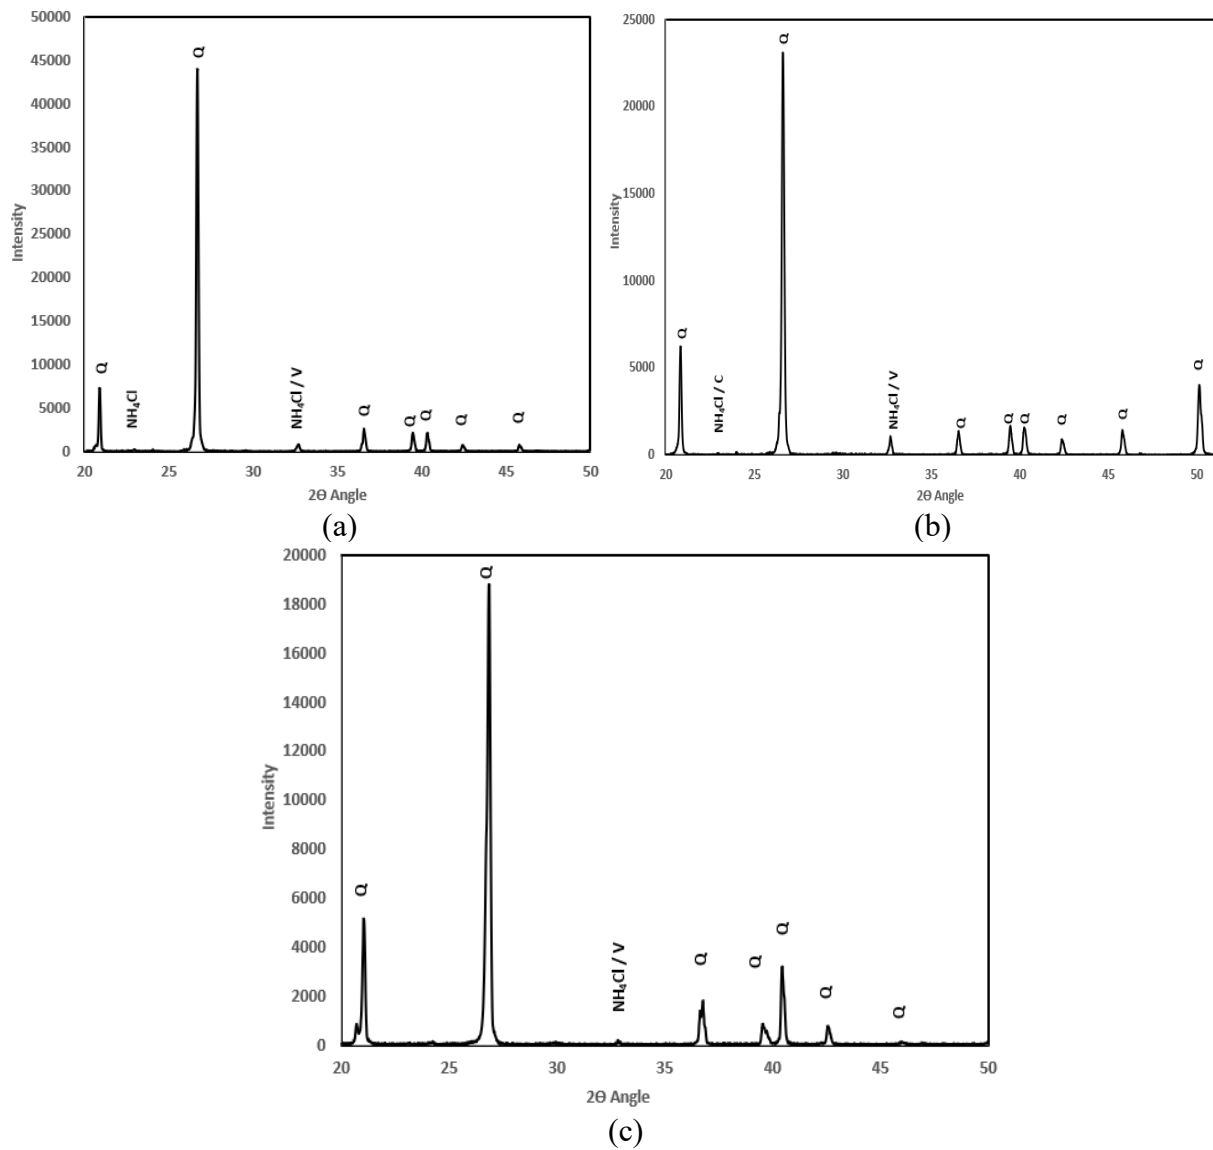 50000
45000
40000
35000
30000
25000
20000
15000
10000
5000
0
Intensity
Q
Q
NH₄Cl
NH₄Cl / V
Q
Q
Q
Q
Q
20 25 30 35 40 45 50
2Θ Angle
(a)
25000
20000
15000
10000
5000
0
Intensity
Q
Q
NH₄Cl / C
NH₄Cl / V
Q
Q
Q
Q
Q
Q
20 25 30 35 40 45 50
2Θ Angle
(b)
20000
18000
16000
14000
12000
10000
8000
6000
4000
2000
0
Intensity
Q
Q
NH₄Cl / V
Q
Q
Q
Q
Q
20 25 30 35 40 45 50
2Θ Angle
(c)